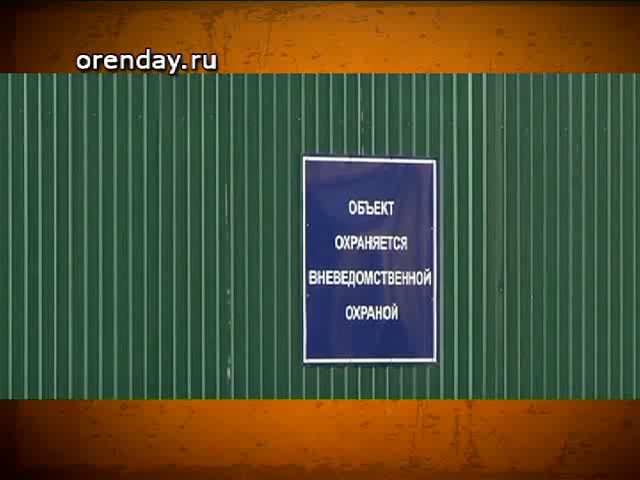 orenday.ru
ОБЪЕКТ
ОХРАНЯЕТСЯ
ВНЕВЕДОМСТВЕННОЙ
ОХРАНОЙ